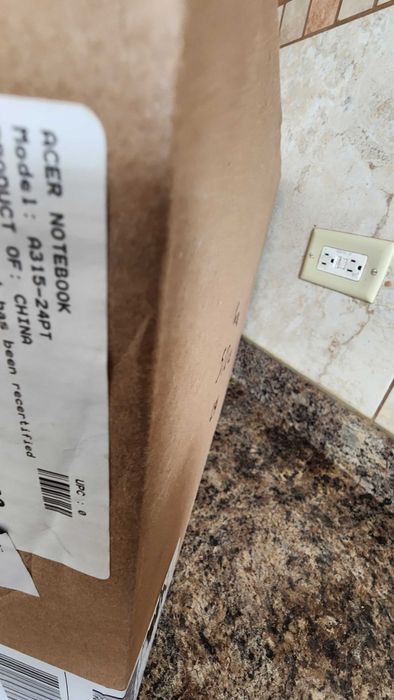 ACER NOTEBOOK
Model: A315-24PT
PRODUCT OF: CHINA
has been recertified
UPC: 0